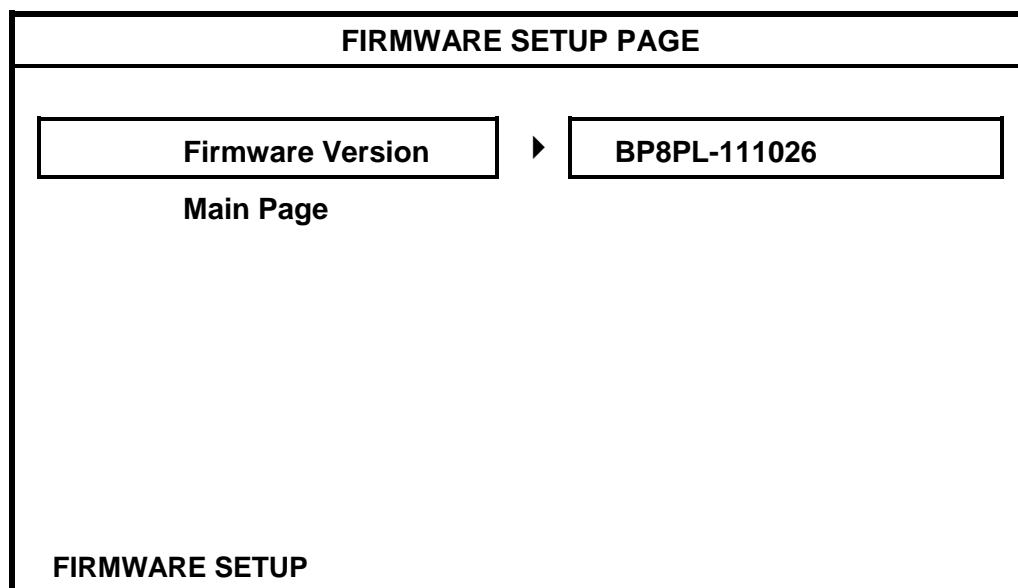 FIRMWARE SETUP PAGE
Firmware Version BP8PL-111026
Main Page
FIRMWARE SETUP